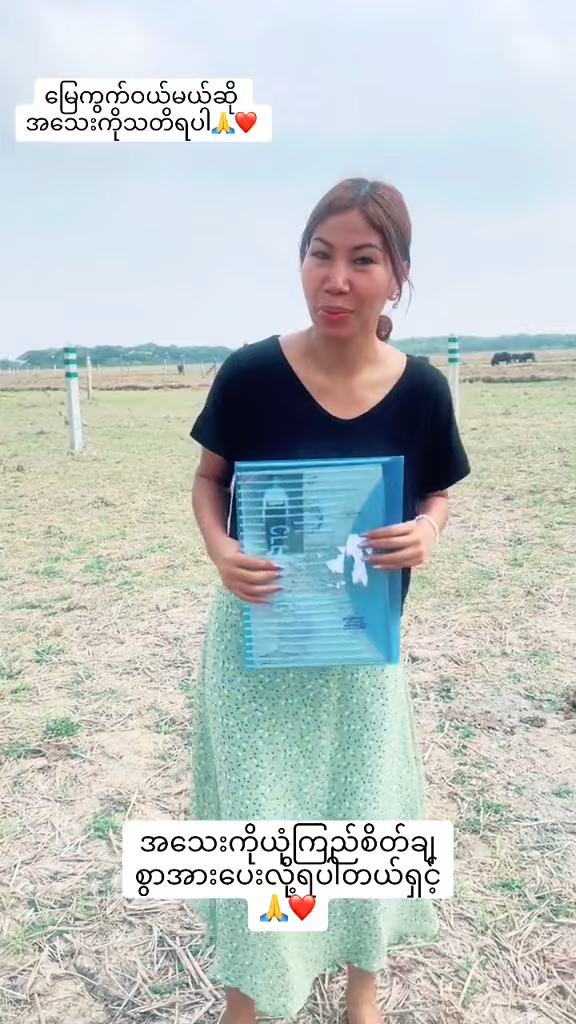 မြေကွက်ဝယ်မယ်ဆို
အသေးကိုသတိရပါ🙏❤️
အသေးကိုယုံကြည်စိတ်ချ
စွာအားပေးလို့ရပါတယ်ရှင့်
🙏❤️